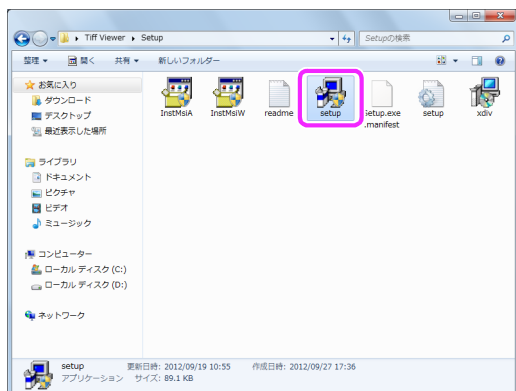 Tiff Viewer ▸ Setup
Setupの検索
整理 ▼ 開く 共有 ▼ 新しいフォルダー
お気に入り
ダウンロード
デスクトップ
最近表示した場所
ライブラリ
ドキュメント
ピクチャ
ビデオ
ミュージック
コンピューター
ローカル ディスク (C:)
ローカル ディスク (D:)
ネットワーク
InstMsiA
InstMsiW
readme
setup
Setup.exe
.manifest
setup
xdiv
setup 更新日時: 2012/09/19 10:55 作成日時: 2012/09/27 17:36
アプリケーション サイズ: 89.1 KB